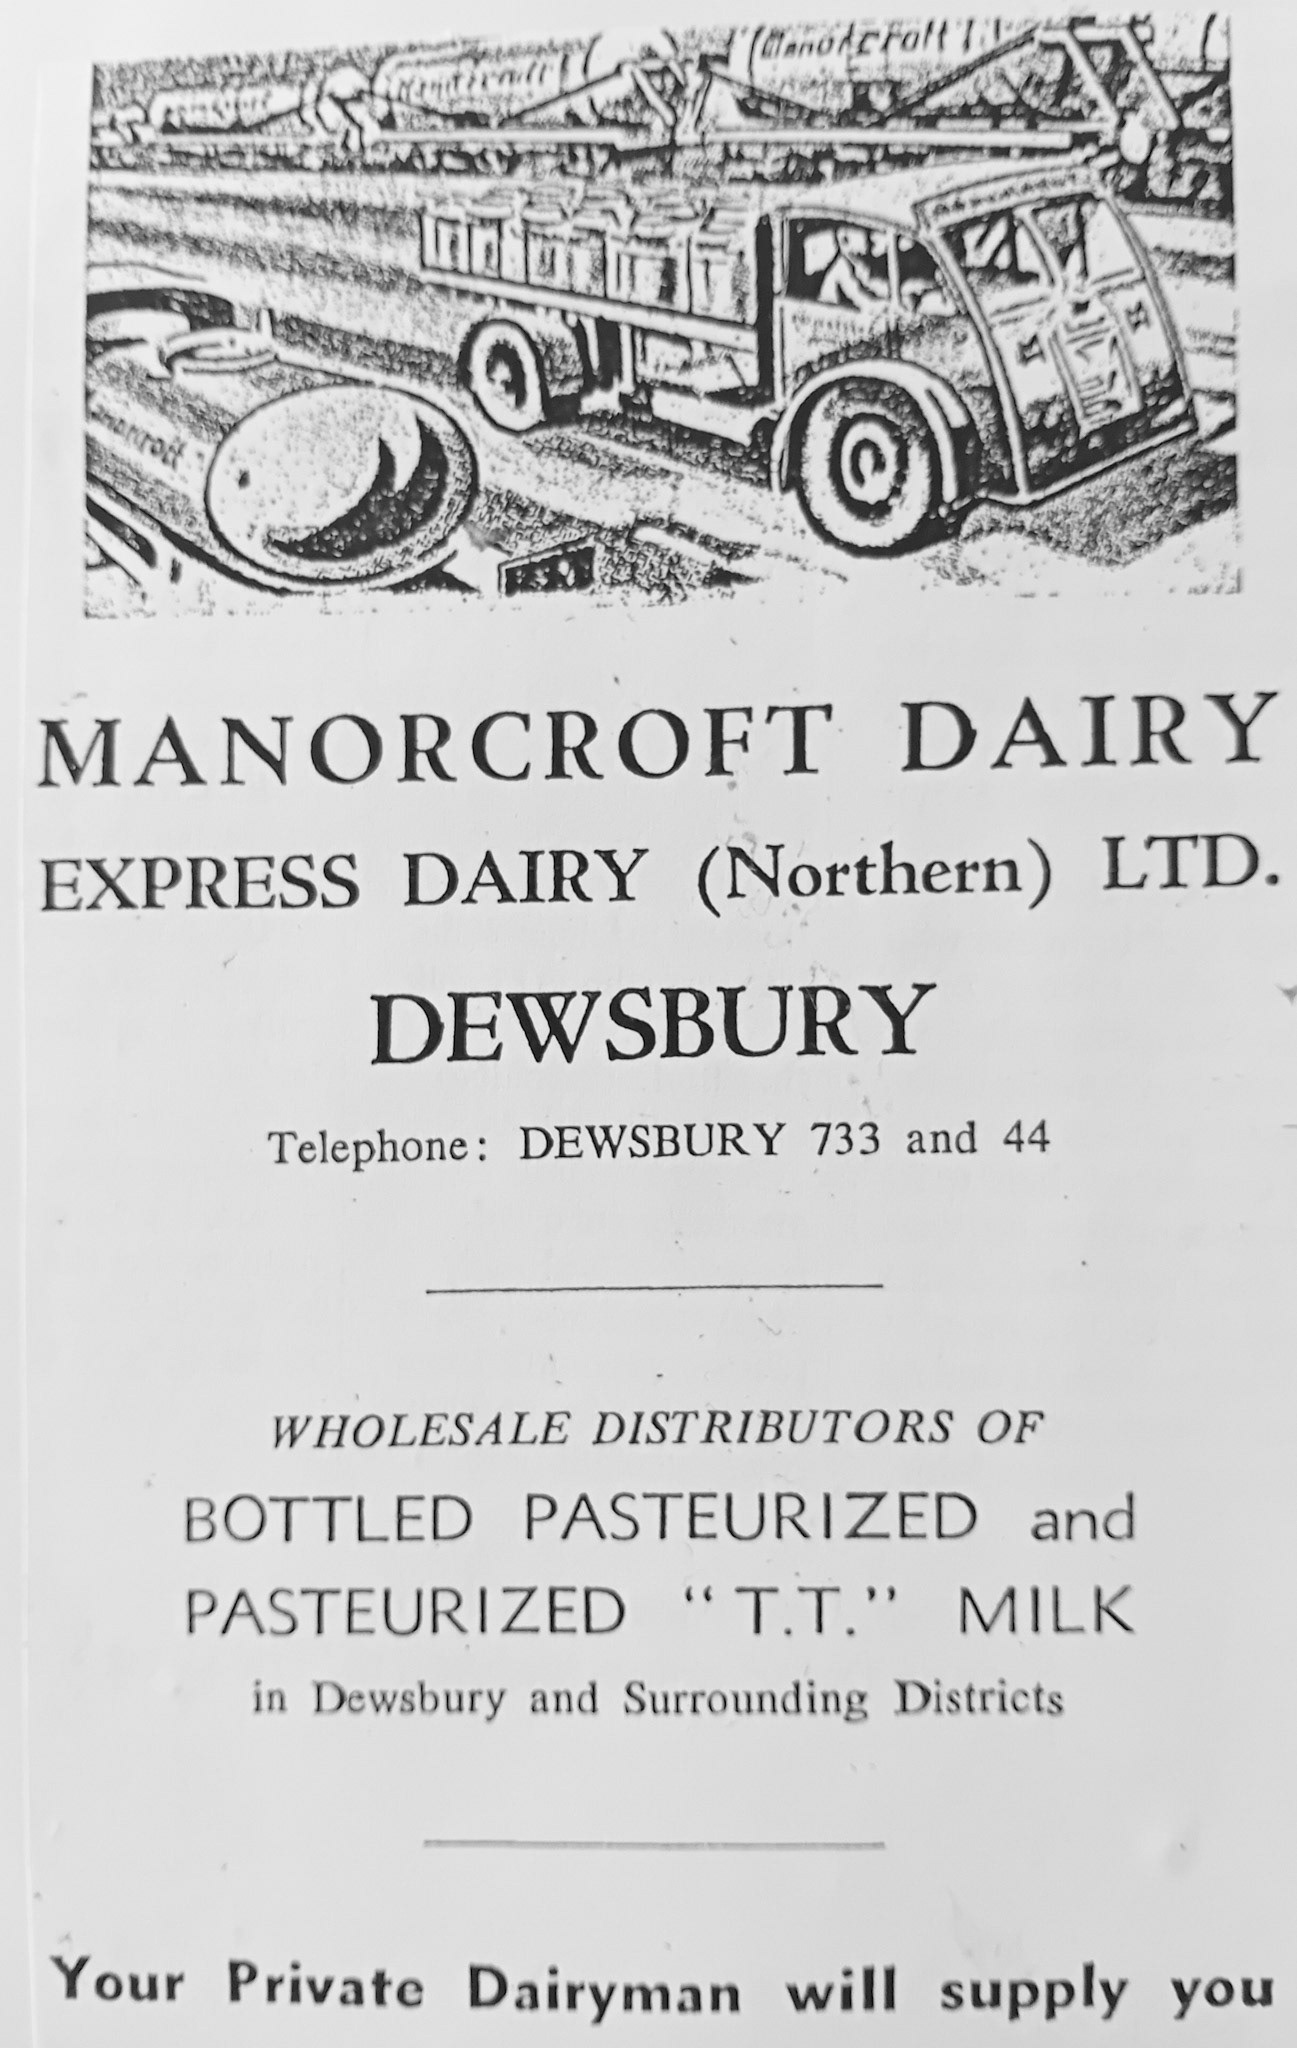 Manorcroft
MANORCROFT DAIRY
EXPRESS DAIRY (Northern) LTD.
DEWSBURY
Telephone: DEWSBURY 733 and 44
WHOLESALE DISTRIBUTORS OF
BOTTLED PASTEURIZED and
PASTEURIZED "T.T." MILK
in Dewsbury and Surrounding Districts
Your Private Dairyman will supply you